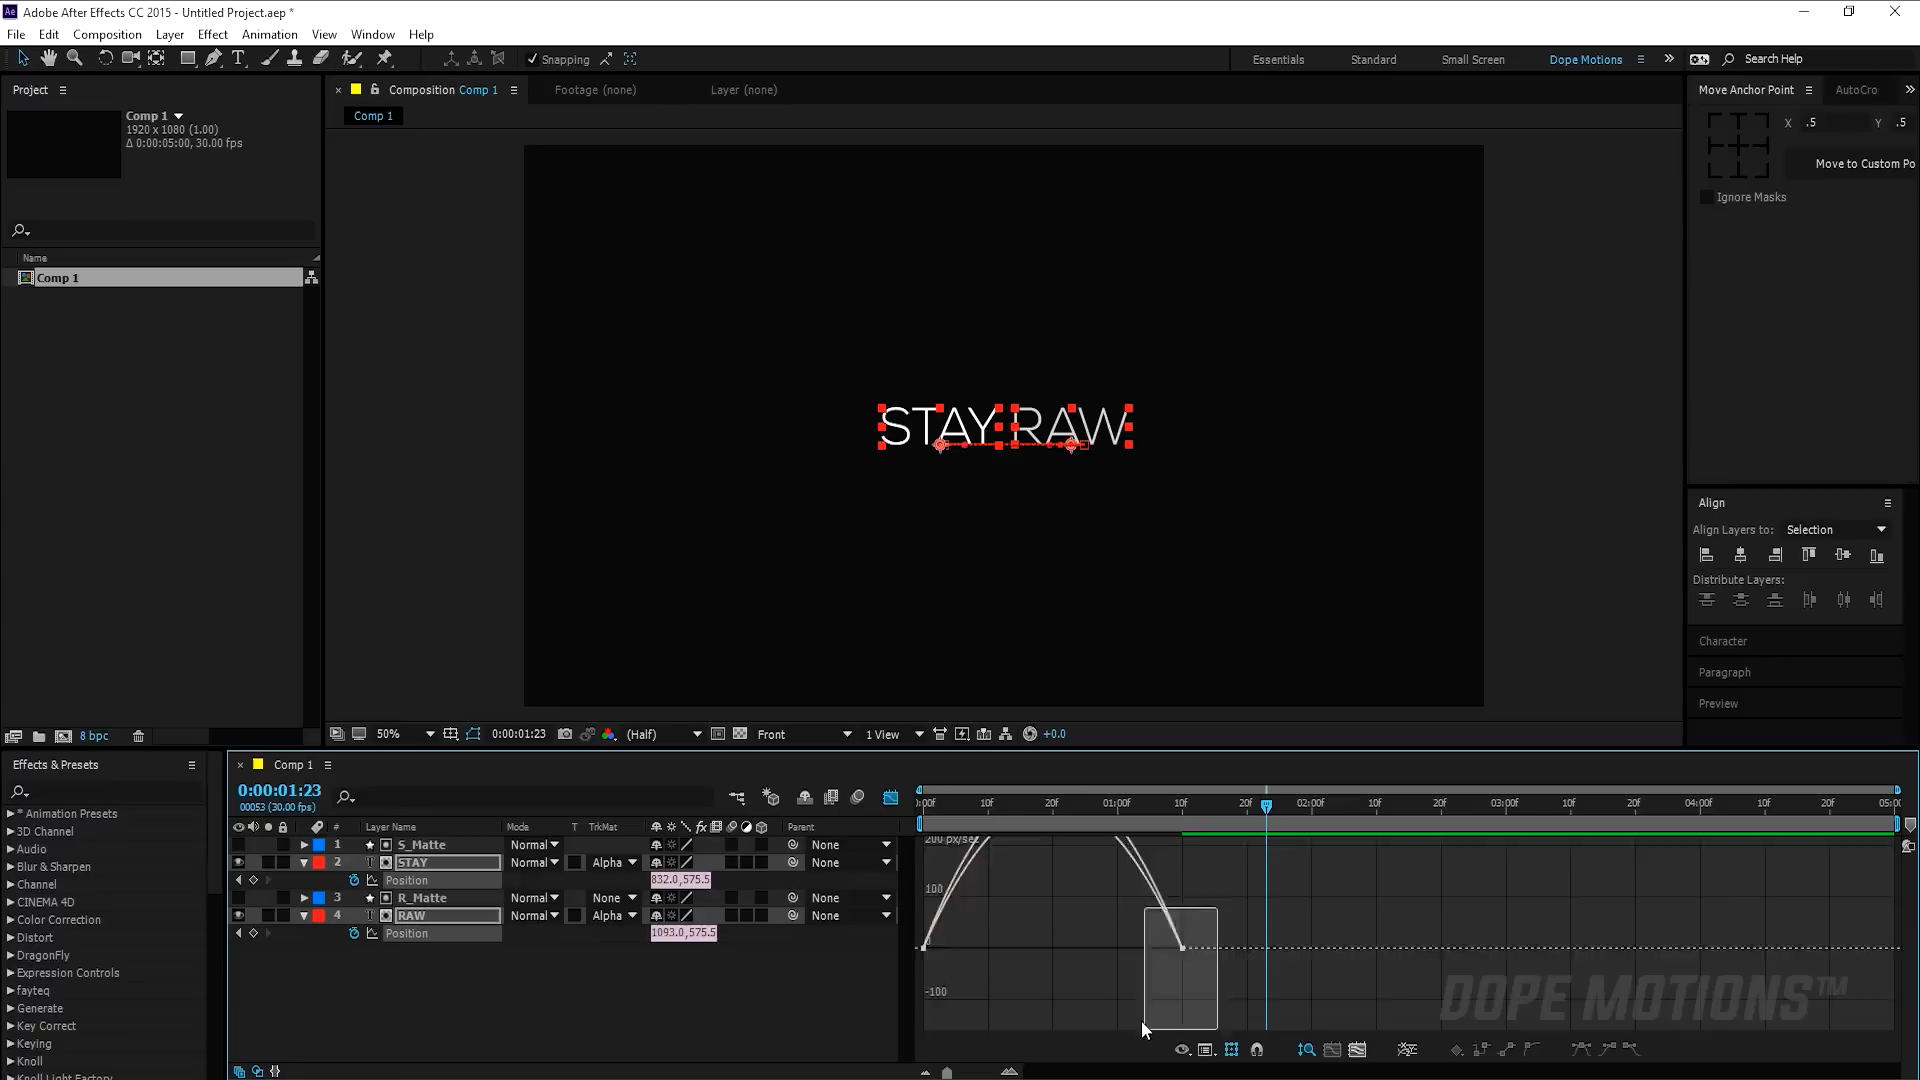 Ae Adobe After Effects CC 2015 - Untitled Project.aep *
File Edit Composition Layer Effect Animation View Window Help
Snapping Essentials Standard Small Screen Dope Motions Search Help
Project
Comp 1
1920 x 1080 (1.00)
Δ 0:00:05:00, 30.00 fps
Name
Comp 1
8 bpc
Composition Comp 1 Footage (none) Layer (none)
Comp 1
STAY RAW
50% 0:00:01:23 (Half) Front 1 View +0.0
Move Anchor Point AutoCro
X .5 Y .5
Move to Custom Po
Ignore Masks
Align
Align Layers to: Selection
Distribute Layers:
Character
Paragraph
Preview
Effects & Presets
* Animation Presets
3D Channel
Audio
Blur & Sharpen
Channel
CINEMA 4D
Color Correction
Distort
DragonFly
Expression Controls
fayteq
Generate
Key Correct
Keying
Knoll
Knoll Light Factory
Comp 1
0:00:01:23
00053 (30.00 fps)
# Layer Name Mode T TrkMat fx Parent
1 S_Matte Normal None
2 T STAY Normal Alpha None
Position 832.0,575.5
3 R_Matte Normal None None
4 T RAW Normal Alpha None
Position 1093.0,575.5
:00f 10f 20f 01:00f 10f 20f 02:00f 10f 20f 03:00f 10f 20f 04:00f 10f 20f 05:00
200 px/sec
100
0
-100
DOPE MOTIONS™